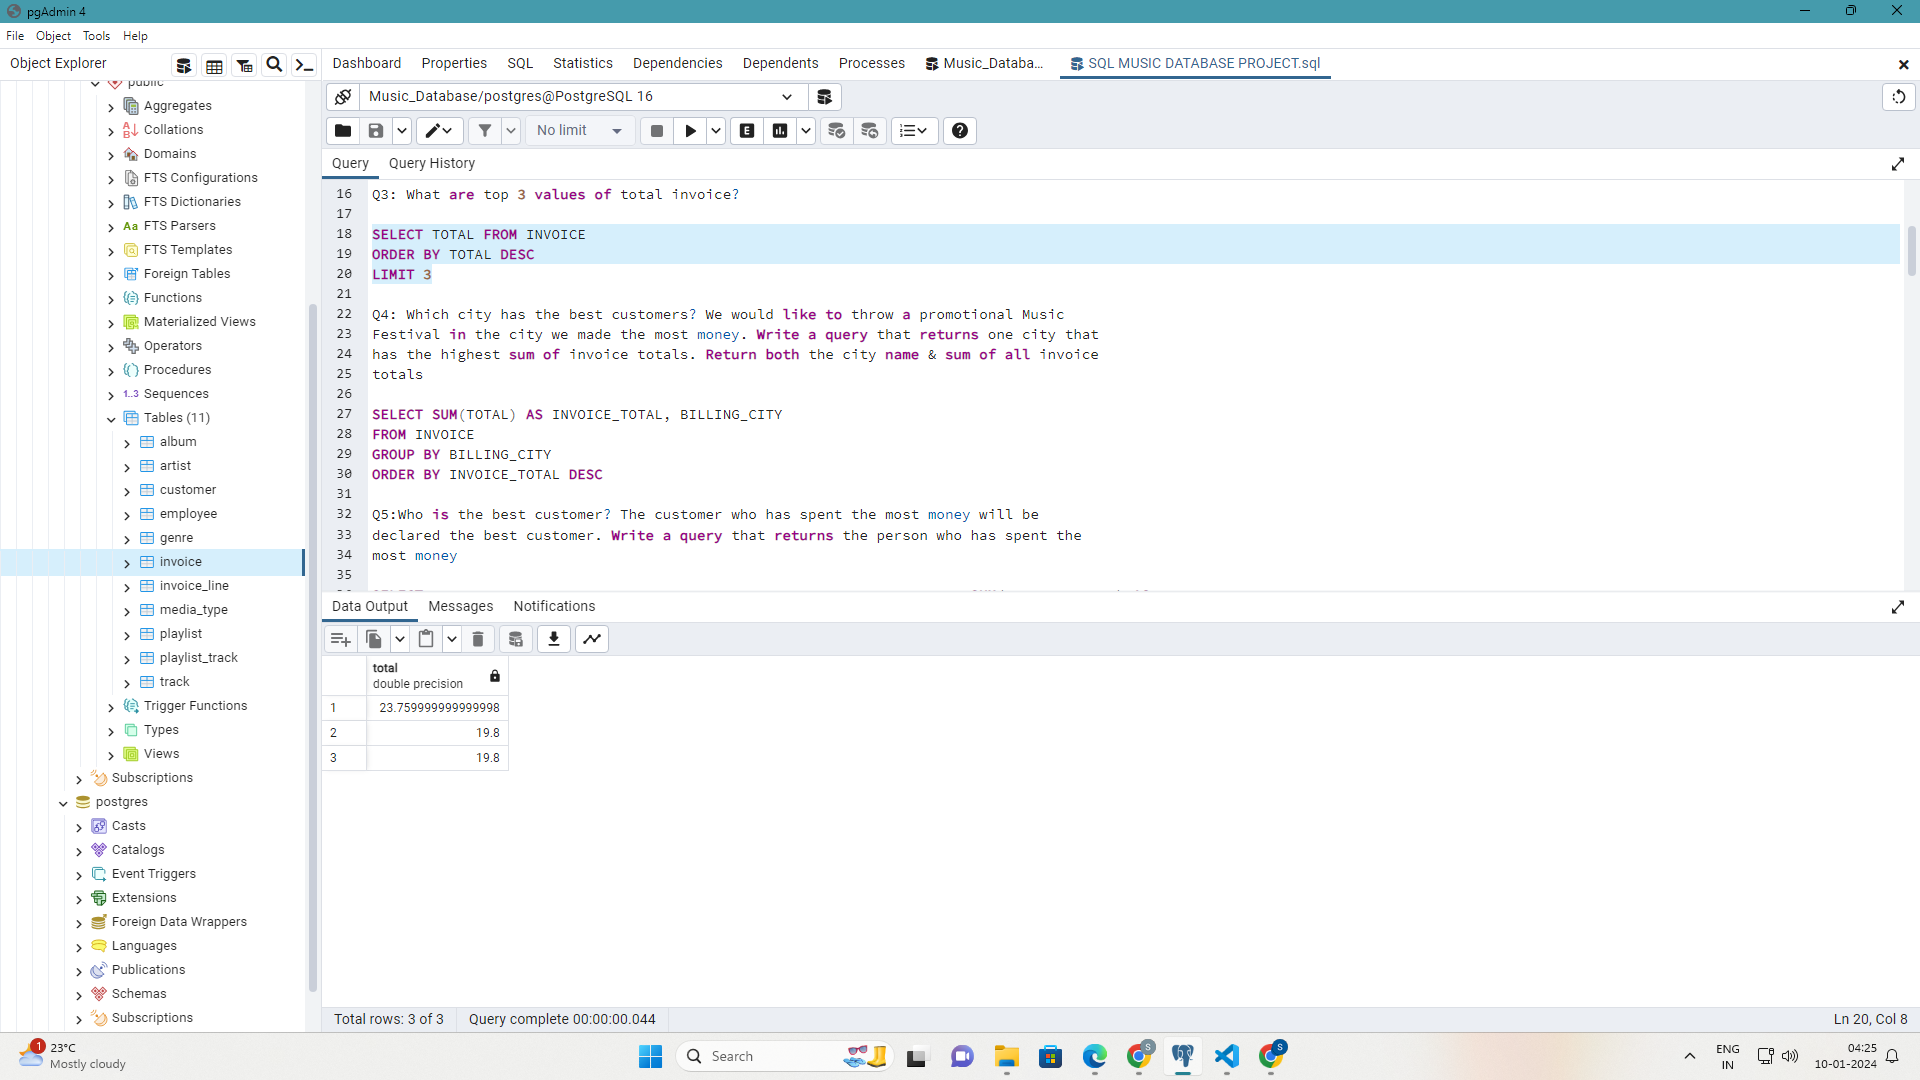 pgAdmin 4
File Object Tools Help
Object Explorer
Dashboard Properties SQL Statistics Dependencies Dependents Processes Music_Databa... SQL MUSIC DATABASE PROJECT.sql
public
Aggregates
Collations
Domains
FTS Configurations
FTS Dictionaries
Aa FTS Parsers
FTS Templates
Foreign Tables
Functions
Materialized Views
Operators
Procedures
1..3 Sequences
Tables (11)
album
artist
customer
employee
genre
invoice
invoice_line
media_type
playlist
playlist_track
track
Trigger Functions
Types
Views
Subscriptions
postgres
Casts
Catalogs
Event Triggers
Extensions
Foreign Data Wrappers
Languages
Publications
Schemas
Subscriptions
Music_Database/postgres@PostgreSQL 16
No limit
E
Query Query History
16 Q3: What are top 3 values of total invoice?
17
18 SELECT TOTAL FROM INVOICE
19 ORDER BY TOTAL DESC
20 LIMIT 3
21
22 Q4: Which city has the best customers? We would like to throw a promotional Music
23 Festival in the city we made the most money. Write a query that returns one city that
24 has the highest sum of invoice totals. Return both the city name & sum of all invoice
25 totals
26
27 SELECT SUM(TOTAL) AS INVOICE_TOTAL, BILLING_CITY
28 FROM INVOICE
29 GROUP BY BILLING_CITY
30 ORDER BY INVOICE_TOTAL DESC
31
32 Q5:Who is the best customer? The customer who has spent the most money will be
33 declared the best customer. Write a query that returns the person who has spent the
34 most money
35
Data Output Messages Notifications
total
double precision
1 23.759999999999998
2 19.8
3 19.8
Total rows: 3 of 3 Query complete 00:00:00.044 Ln 20, Col 8
1
23°C
Mostly cloudy
Search
S
S
ENG
IN
04:25
10-01-2024